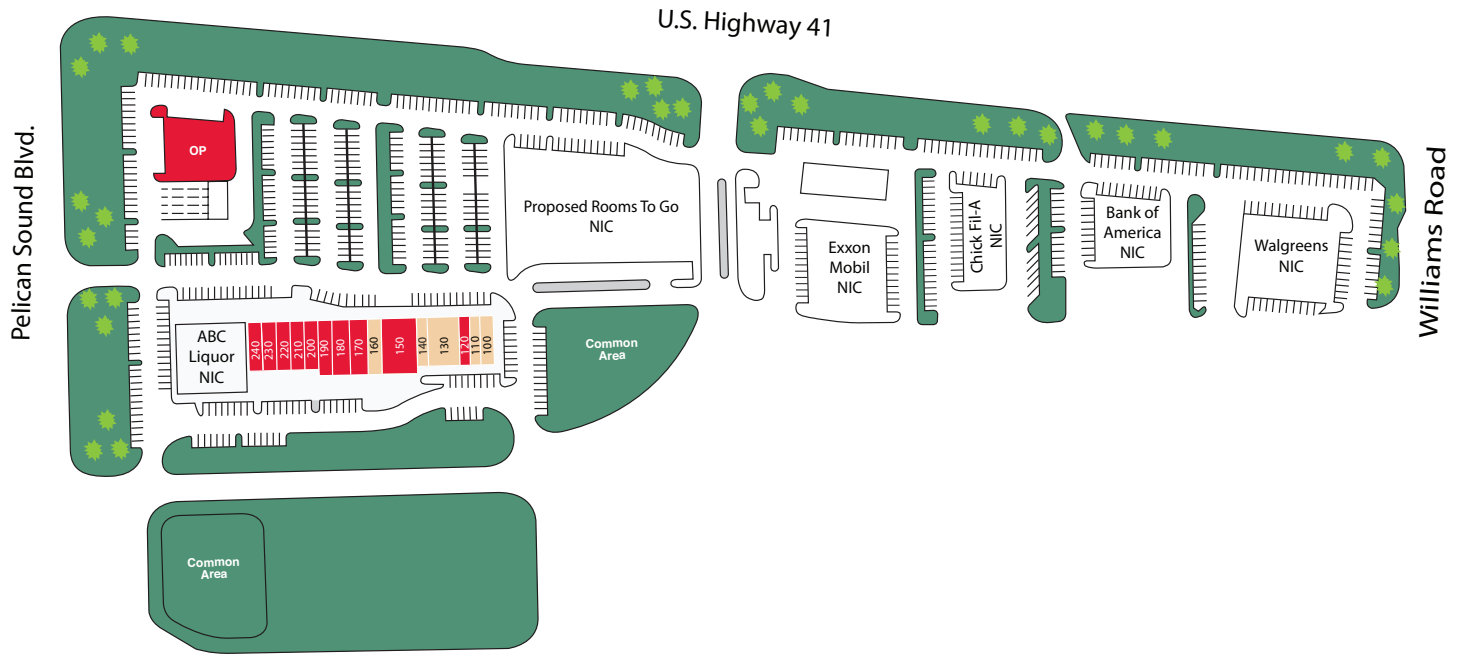 U.S. Highway 41
Pelican Sound Blvd.
Williams Road
OP
Proposed Rooms To Go
NIC
Exxon
Mobil
NIC
Chick Fil-A
NIC
Bank of
America
NIC
Walgreens
NIC
ABC
Liquor
NIC
240
230
220
210
200
190
180
170
160
150
140
130
120
110
100
Common
Area
Common
Area